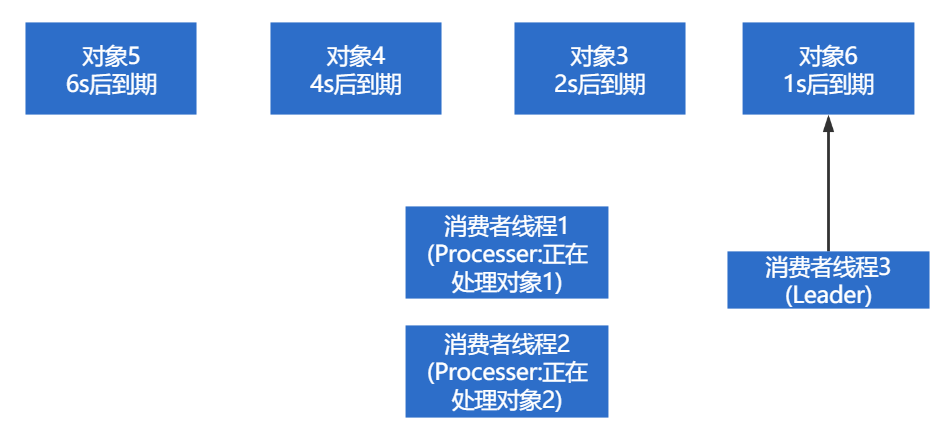 对象5
6s后到期
对象4
4s后到期
对象3
2s后到期
对象6
1s后到期
消费者线程1
(Processer:正在
处理对象1)
消费者线程3
(Leader)
消费者线程2
(Processer:正在
处理对象2)